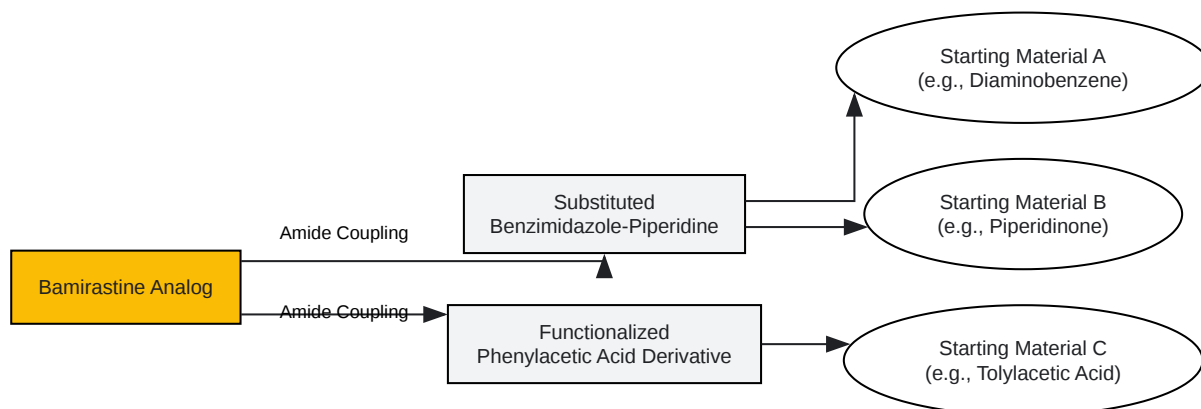 Bamirastine Analog
Amide Coupling
Amide Coupling
Substituted
Benzimidazole-Piperidine
Functionalized
Phenylacetic Acid Derivative
Starting Material A
(e.g., Diaminobenzene)
Starting Material B
(e.g., Piperidinone)
Starting Material C
(e.g., Tolylacetic Acid)